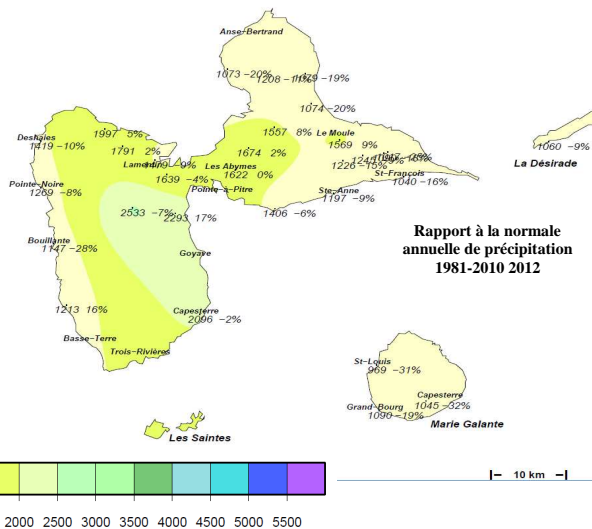 Anse-Bertrand
1073 -20%
1208 -11%
-19%
1074 -20%
1567 8%
Le Moule
1569 9%
1997 5%
Deshaies
1419 -10%
1791 2%
Lamentin
-9%
1674 2%
Les Abymes
1622 0%
1639 -4%
Pointe-à-Pitre
1226 -15%
St-François
1040 -16%
Ste-Anne
1197 -9%
1406 -6%
1060 -9%
La Désirade
Pointe-Noire
1269 -8%
2533 -7%
2293 17%
Bouillante
1147 -28%
Goyave
Rapport à la normale
annuelle de précipitation
1981-2010 2012
1213 16%
Capesterre
2096 -2%
Basse-Terre
Trois-Rivières
St-Louis
969 -31%
Capesterre
1045 -32%
Grand-Bourg
1090 -19%
Marie Galante
Les Saintes
10 km
2000 2500 3000 3500 4000 4500 5000 5500